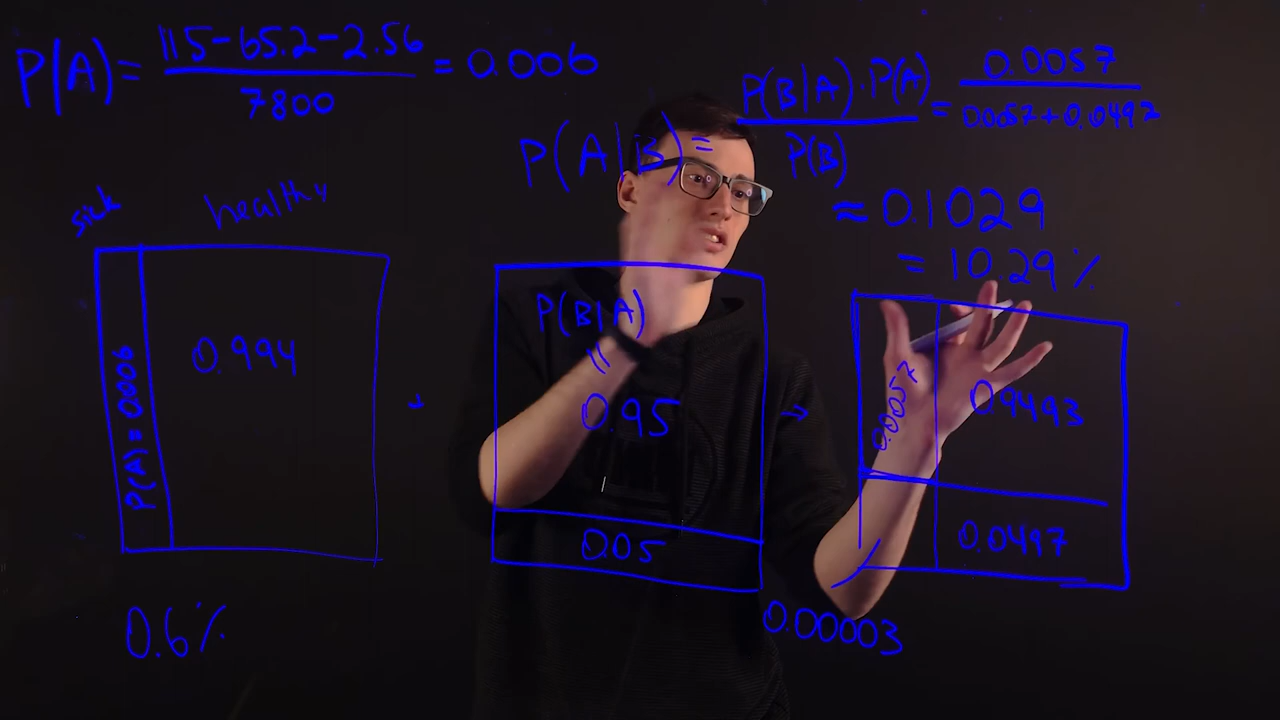 P(A) = 115-65.2-2.56 / 7800 = 0.006
P(A|B) = P(B|A)·P(A) / P(B) = 0.0057 / 0.0057+0.0497
≈ 0.1029
= 10.29%
sick healthy
P(A) = 0.006
0.994
P(B|A)
=
0.95
0.05
0.0057
0.9493
0.0497
0.00003
0.6%